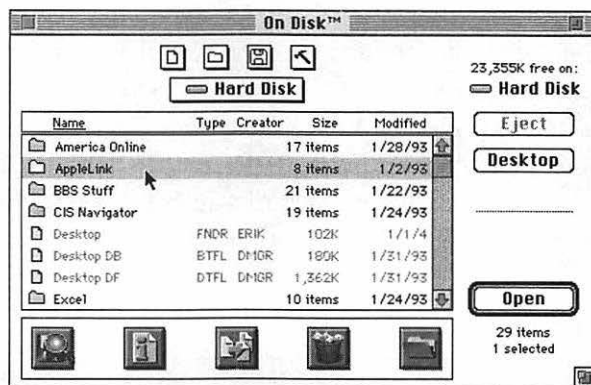 On Disk™
Hard Disk
23,355K free on:
Hard Disk
Eject
Desktop
Name Type Creator Size Modified
America Online 17 items 1/28/93
AppleLink 8 items 1/2/93
BBS Stuff 21 items 1/22/93
CIS Navigator 19 items 1/24/93
Desktop FNDR ERIK 102K 1/1/4
Desktop DB BTFL DMGR 189K 1/31/93
Desktop DF DTFL DMGR 1,362K 1/31/93
Excel 10 items 1/24/93
Open
29 items
1 selected